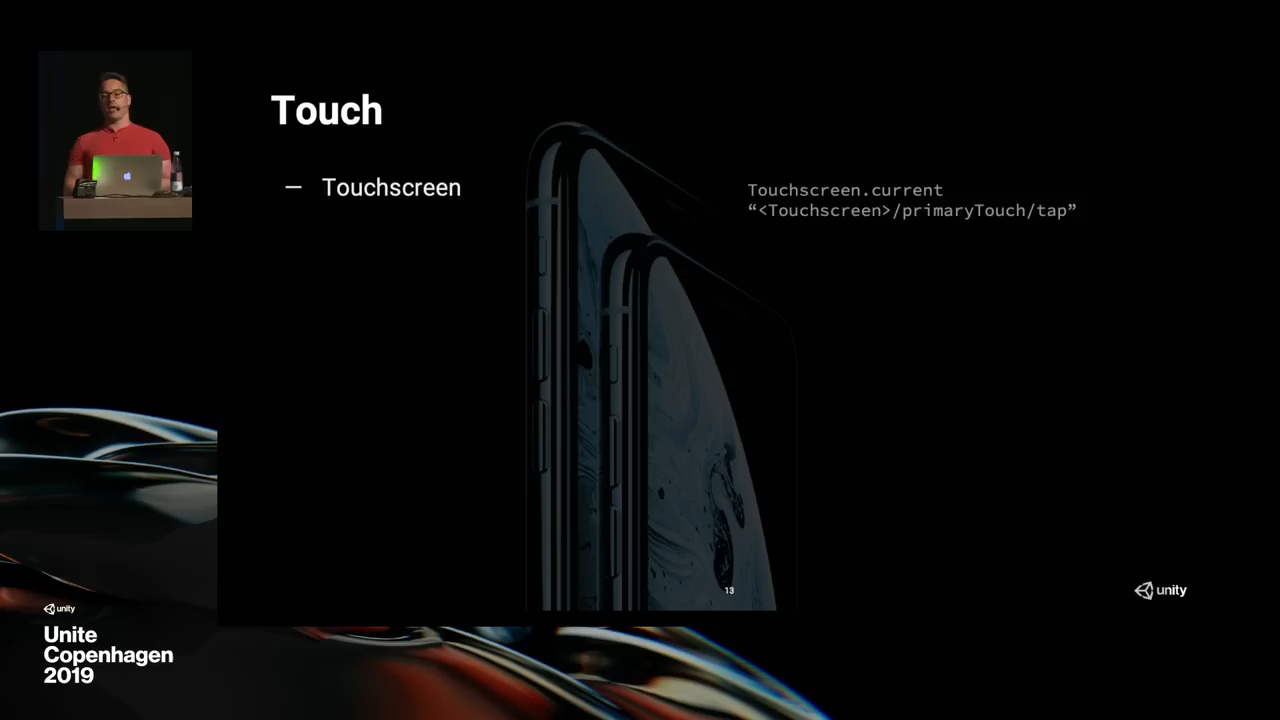 Touch
– Touchscreen
Touchscreen.current
“<Touchscreen>/primaryTouch/tap”
13
unity
unity
Unite
Copenhagen
2019